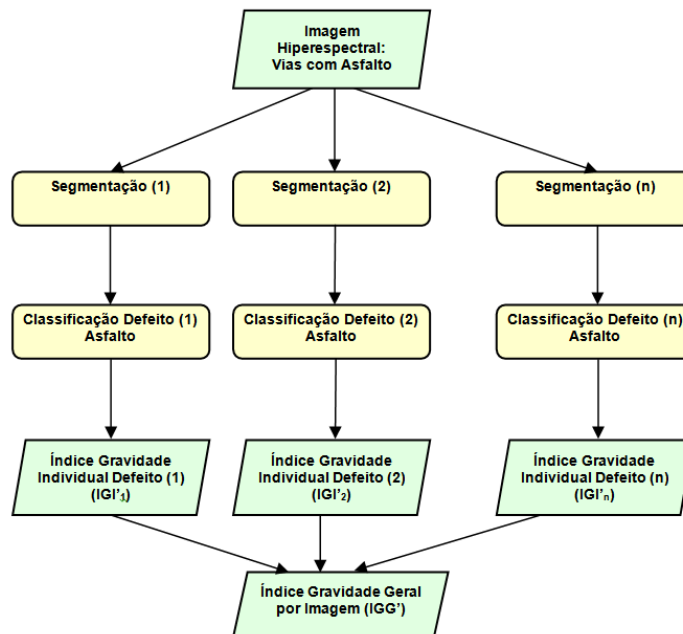 Imagem
Hiperespectral:
Vias com Asfalto
Segmentação (1)
Segmentação (2)
Segmentação (n)
Classificação Defeito (1)
Asfalto
Classificação Defeito (2)
Asfalto
Classificação Defeito (n)
Asfalto
Índice Gravidade
Individual Defeito (1)
(IGI’₁)
Índice Gravidade
Individual Defeito (2)
(IGI’₂)
Índice Gravidade
Individual Defeito (n)
(IGI’ₙ)
Índice Gravidade Geral
por Imagem (IGG’)